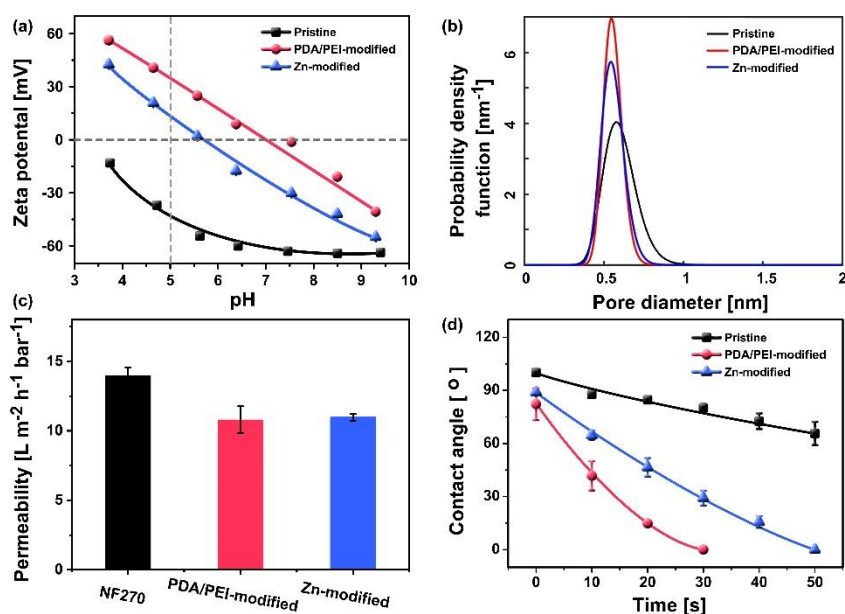 (a)
Pristine
PDA/PEI-modified
Zn-modified
Zeta potential [mV]
60
30
0
-30
-60
3 4 5 6 7 8 9 10
pH
(b)
Pristine
PDA/PEI-modified
Zn-modified
Probability density
function [nm-1]
6
4
2
0
0 0.5 1 1.5 2
Pore diameter [nm]
(c)
Permeability [L m-2 h-1 bar-1]
15
10
5
0
NF270
PDA/PEI-modified
Zn-modified
(d)
Pristine
PDA/PEI-modified
Zn-modified
Contact angle [ O ]
120
90
60
30
0
0 10 20 30 40 50
Time [s]